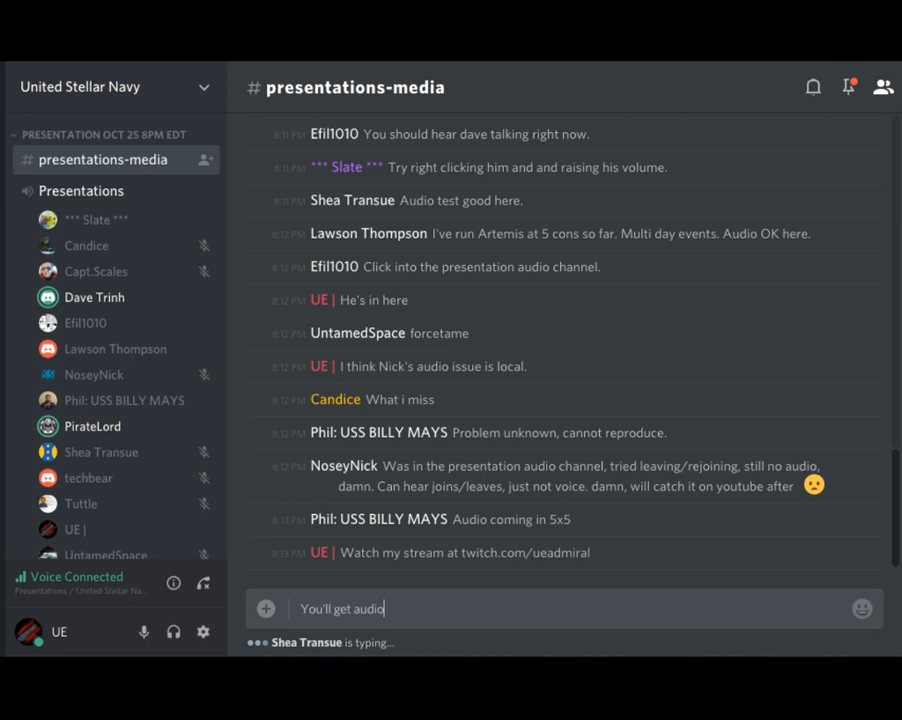 United Stellar Navy
# presentations-media
PRESENTATION OCT 25 8PM EDT
# presentations-media
Presentations
*** Slate ***
Candice
Capt.Scales
Dave Trinh
Efil1010
Lawson Thompson
NoseyNick
Phil: USS BILLY MAYS
PirateLord
Shea Transue
techbear
Tuttle
UE |
UntamedSpace
Voice Connected
Presentations / United Stellar Na...
UE
8:11 PM Efil1010 You should hear dave talking right now.
8:11 PM *** Slate *** Try right clicking him and and raising his volume.
8:11 PM Shea Transue Audio test good here.
8:12 PM Lawson Thompson I've run Artemis at 5 cons so far. Multi day events. Audio OK here.
8:12 PM Efil1010 Click into the presentation audio channel.
8:12 PM UE | He's in here
8:12 PM UntamedSpace forcetame
8:12 PM UE | I think Nick's audio issue is local.
8:12 PM Candice What i miss
8:12 PM Phil: USS BILLY MAYS Problem unknown, cannot reproduce.
8:12 PM NoseyNick Was in the presentation audio channel, tried leaving/rejoining, still no audio,
damn. Can hear joins/leaves, just not voice. damn, will catch it on youtube after
8:13 PM Phil: USS BILLY MAYS Audio coming in 5x5
8:13 PM UE | Watch my stream at twitch.com/ueadmiral
You'll get audio
Shea Transue is typing...